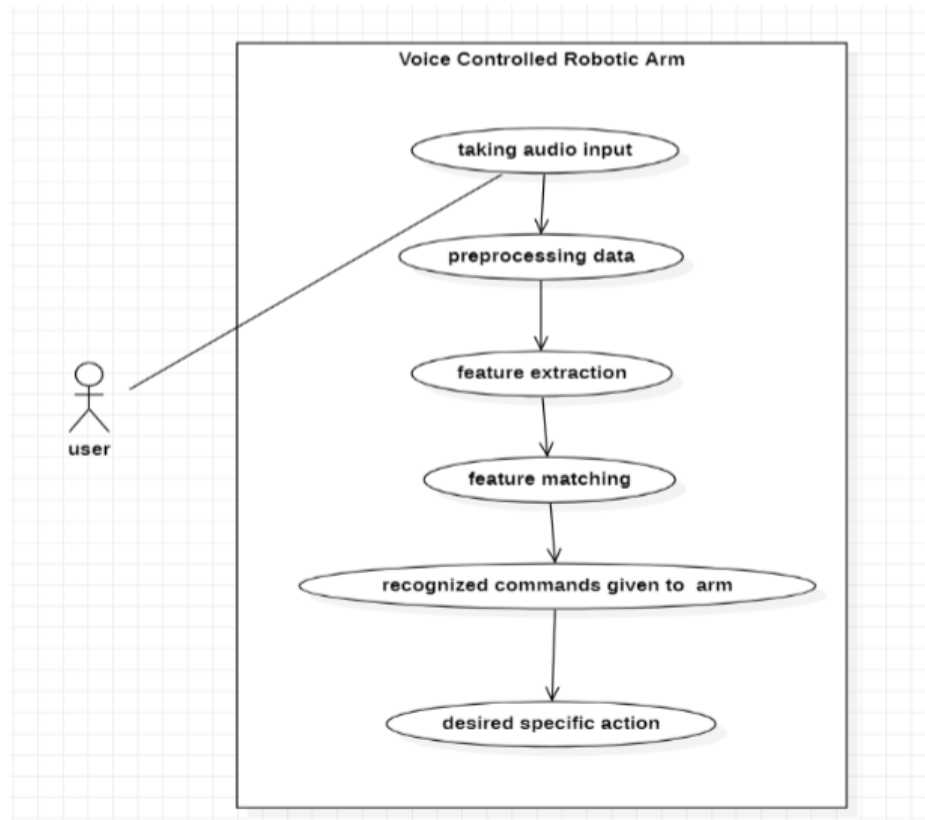 Voice Controlled Robotic Arm
taking audio input
preprocessing data
feature extraction
user
feature matching
recognized commands given to  arm
desired specific action